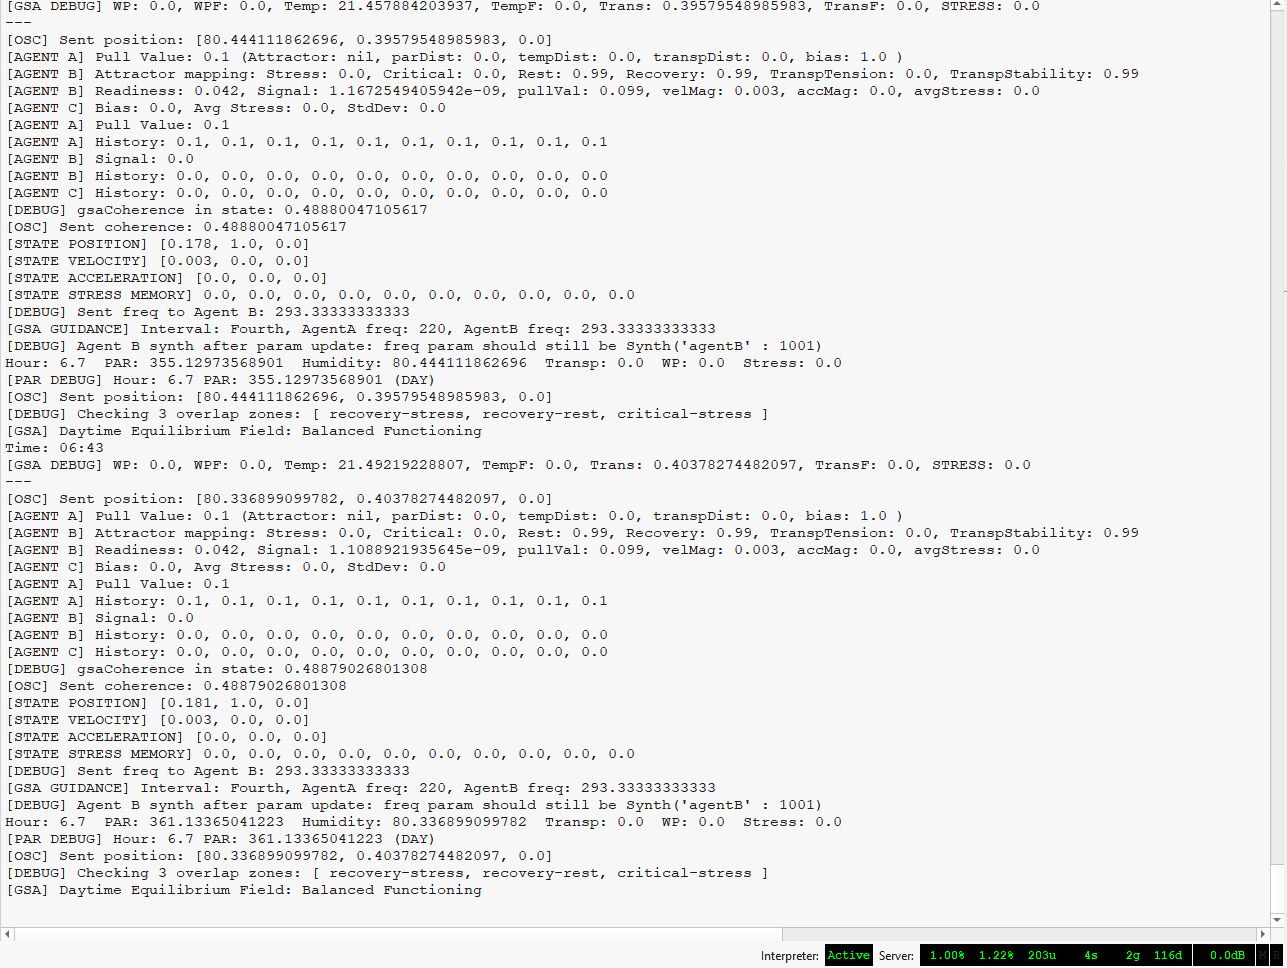 [GSA DEBUG] WP: 0.0, WPF: 0.0, Temp: 21.457884203937, TempF: 0.0, Trans: 0.39579548985983, TransF: 0.0, STRESS: 0.0
---
[OSC] Sent position: [80.444111862696, 0.39579548985983, 0.0]
[AGENT A] Pull Value: 0.1 (Attractor: nil, parDist: 0.0, tempDist: 0.0, transpDist: 0.0, bias: 1.0 )
[AGENT B] Attractor mapping: Stress: 0.0, Critical: 0.0, Rest: 0.99, Recovery: 0.99, TranspTension: 0.0, TranspStability: 0.99
[AGENT B] Readiness: 0.042, Signal: 1.1672549405942e-09, pullVal: 0.099, velMag: 0.003, accMag: 0.0, avgStress: 0.0
[AGENT C] Bias: 0.0, Avg Stress: 0.0, StdDev: 0.0
[AGENT A] Pull Value: 0.1
[AGENT A] History: 0.1, 0.1, 0.1, 0.1, 0.1, 0.1, 0.1, 0.1, 0.1, 0.1
[AGENT B] Signal: 0.0
[AGENT B] History: 0.0, 0.0, 0.0, 0.0, 0.0, 0.0, 0.0, 0.0, 0.0, 0.0
[AGENT C] History: 0.0, 0.0, 0.0, 0.0, 0.0, 0.0, 0.0, 0.0, 0.0, 0.0
[DEBUG] gsaCoherence in state: 0.48880047105617
[OSC] Sent coherence: 0.48880047105617
[STATE POSITION] [0.178, 1.0, 0.0]
[STATE VELOCITY] [0.003, 0.0, 0.0]
[STATE ACCELERATION] [0.0, 0.0, 0.0]
[STATE STRESS MEMORY] 0.0, 0.0, 0.0, 0.0, 0.0, 0.0, 0.0, 0.0, 0.0, 0.0
[DEBUG] Sent freq to Agent B: 293.33333333333
[GSA GUIDANCE] Interval: Fourth, AgentA freq: 220, AgentB freq: 293.33333333333
[DEBUG] Agent B synth after param update: freq param should still be Synth('agentB' : 1001)
Hour: 6.7  PAR: 355.12973568901  Humidity: 80.444111862696  Transp: 0.0  WP: 0.0  Stress: 0.0
[PAR DEBUG] Hour: 6.7 PAR: 355.12973568901 (DAY)
[OSC] Sent position: [80.444111862696, 0.39579548985983, 0.0]
[DEBUG] Checking 3 overlap zones: [ recovery-stress, recovery-rest, critical-stress ]
[GSA] Daytime Equilibrium Field: Balanced Functioning
Time: 06:43
[GSA DEBUG] WP: 0.0, WPF: 0.0, Temp: 21.49219228807, TempF: 0.0, Trans: 0.40378274482097, TransF: 0.0, STRESS: 0.0
---
[OSC] Sent position: [80.336899099782, 0.40378274482097, 0.0]
[AGENT A] Pull Value: 0.1 (Attractor: nil, parDist: 0.0, tempDist: 0.0, transpDist: 0.0, bias: 1.0 )
[AGENT B] Attractor mapping: Stress: 0.0, Critical: 0.0, Rest: 0.99, Recovery: 0.99, TranspTension: 0.0, TranspStability: 0.99
[AGENT B] Readiness: 0.042, Signal: 1.1088921935645e-09, pullVal: 0.099, velMag: 0.003, accMag: 0.0, avgStress: 0.0
[AGENT C] Bias: 0.0, Avg Stress: 0.0, StdDev: 0.0
[AGENT A] Pull Value: 0.1
[AGENT A] History: 0.1, 0.1, 0.1, 0.1, 0.1, 0.1, 0.1, 0.1, 0.1, 0.1
[AGENT B] Signal: 0.0
[AGENT B] History: 0.0, 0.0, 0.0, 0.0, 0.0, 0.0, 0.0, 0.0, 0.0, 0.0
[AGENT C] History: 0.0, 0.0, 0.0, 0.0, 0.0, 0.0, 0.0, 0.0, 0.0, 0.0
[DEBUG] gsaCoherence in state: 0.48879026801308
[OSC] Sent coherence: 0.48879026801308
[STATE POSITION] [0.181, 1.0, 0.0]
[STATE VELOCITY] [0.003, 0.0, 0.0]
[STATE ACCELERATION] [0.0, 0.0, 0.0]
[STATE STRESS MEMORY] 0.0, 0.0, 0.0, 0.0, 0.0, 0.0, 0.0, 0.0, 0.0, 0.0
[DEBUG] Sent freq to Agent B: 293.33333333333
[GSA GUIDANCE] Interval: Fourth, AgentA freq: 220, AgentB freq: 293.33333333333
[DEBUG] Agent B synth after param update: freq param should still be Synth('agentB' : 1001)
Hour: 6.7  PAR: 361.13365041223  Humidity: 80.336899099782  Transp: 0.0  WP: 0.0  Stress: 0.0
[PAR DEBUG] Hour: 6.7 PAR: 361.13365041223 (DAY)
[OSC] Sent position: [80.336899099782, 0.40378274482097, 0.0]
[DEBUG] Checking 3 overlap zones: [ recovery-stress, recovery-rest, critical-stress ]
[GSA] Daytime Equilibrium Field: Balanced Functioning
Interpreter: Active Server: 1.00% 1.22% 203u 4s 2g 116d 0.0dB M R